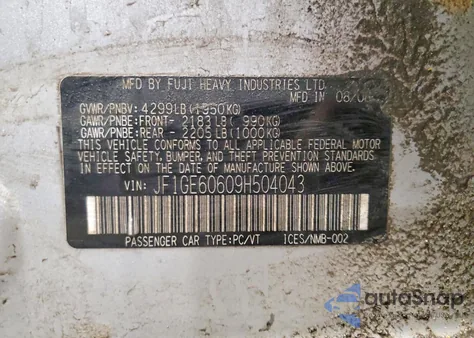 MFD BY FUJI HEAVY INDUSTRIES LTD.
MFD IN 08/08
GVWR/PNBV: 4299LB(1950KG)
GAWR/PNBE:FRONT- 2183LB( 990KG)
GAWR/PNBE:REAR - 2205LB(1000KG)
THIS VEHICLE CONFORMS TO ALL APPLICABLE FEDERAL MOTOR
VEHICLE SAFETY, BUMPER, AND THEFT PREVENTION STANDARDS
IN EFFECT ON THE DATE OF MANUFACTURE SHOWN ABOVE.
VIN: JF1GE60609H504043
PASSENGER CAR TYPE:PC/VT ICES/NMB-002
autoSnap